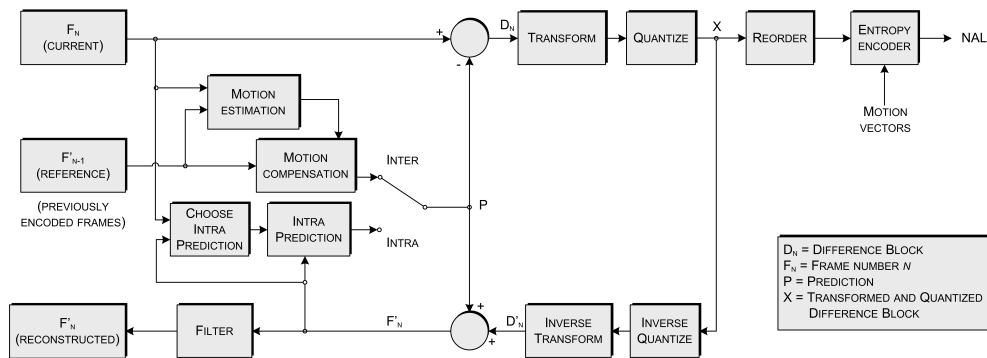 FN
(CURRENT)
+
-
DN
TRANSFORM
QUANTIZE
X
REORDER
ENTROPY
ENCODER
NAL
MOTION
VECTORS
MOTION
ESTIMATION
F'N-1
(REFERENCE)
(PREVIOUSLY
ENCODED FRAMES)
MOTION
COMPENSATION
INTER
P
CHOOSE
INTRA
PREDICTION
INTRA
PREDICTION
INTRA
F'N
(RECONSTRUCTED)
FILTER
F'N
+
+
D'N
INVERSE
TRANSFORM
INVERSE
QUANTIZE
DN = DIFFERENCE BLOCK
FN = FRAME NUMBER N
P = PREDICTION
X = TRANSFORMED AND QUANTIZED
DIFFERENCE BLOCK